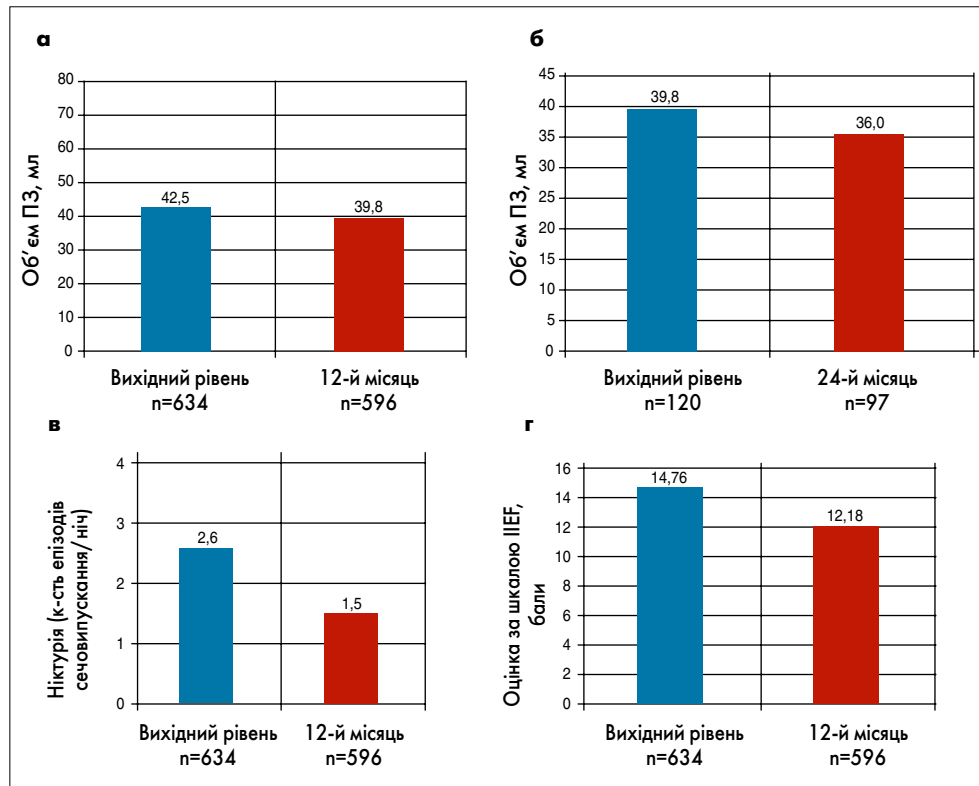 а
Об’єм ПЗ, мл
80
70
60
50
40
30
20
10
0
42,5
39,8
Вихідний рівень
n=634
12-й місяць
n=596
б
Об’єм ПЗ, мл
45
40
35
30
25
20
15
10
5
0
39,8
36,0
Вихідний рівень
n=120
24-й місяць
n=97
в
Ніктурія (к-сть епізодів
сечовипускання/ніч)
4
3
2
1
0
2,6
1,5
Вихідний рівень
n=634
12-й місяць
n=596
г
Оцінка за шкалою IIEF,
бали
16
14
12
10
8
6
4
2
0
14,76
12,18
Вихідний рівень
n=634
12-й місяць
n=596